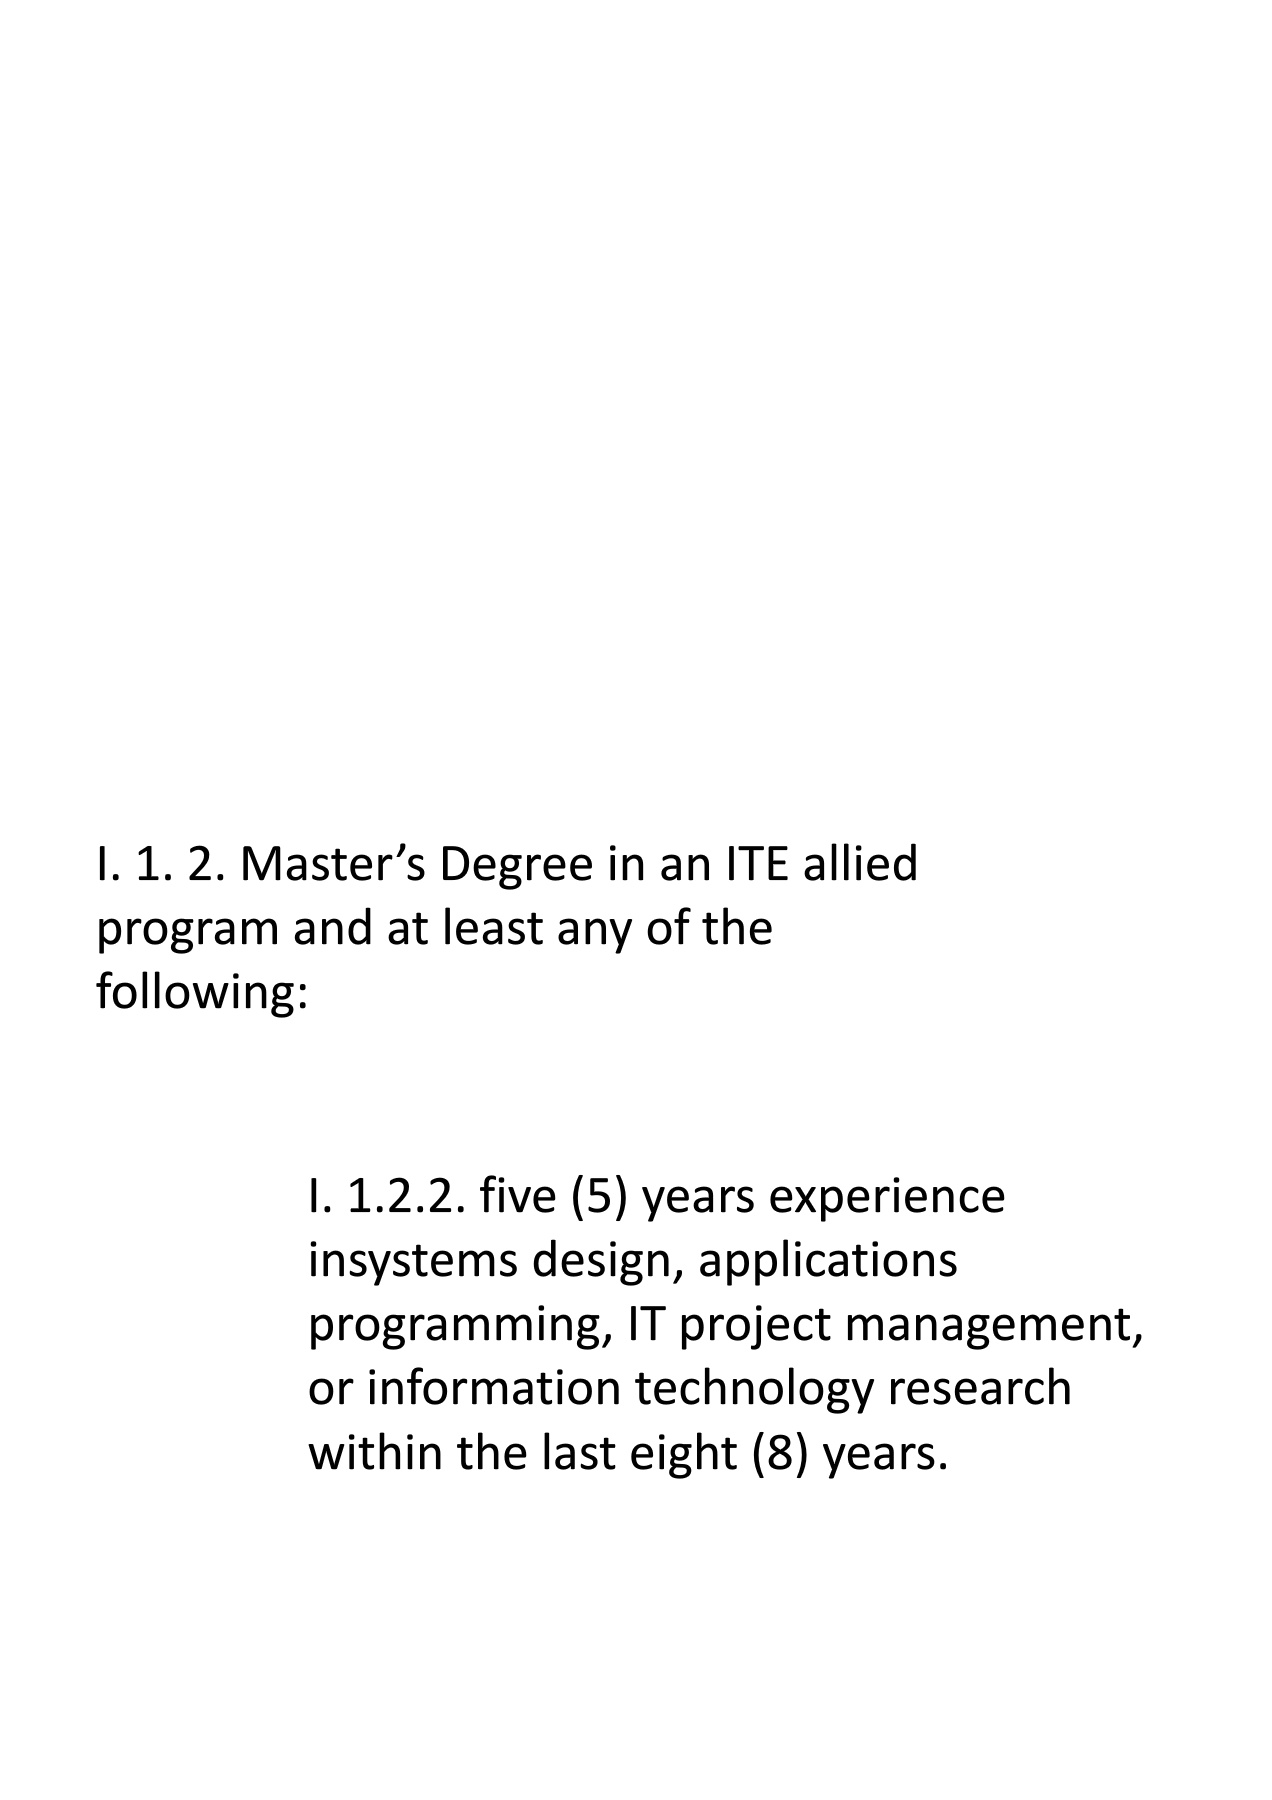 I. 1. 2. Master’s Degree in an ITE allied
program and at least any of the
following:
I. 1.2.2. five (5) years experience
insystems design, applications
programming, IT project management,
or information technology research
within the last eight (8) years.